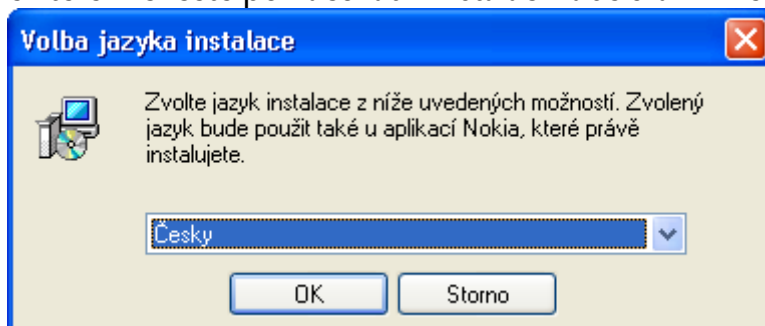 Volba jazyka instalace
Zvolte jazyk instalace z níže uvedených možností. Zvolený
jazyk bude použit také u aplikací Nokia, které právě
instalujete.
Česky
OK
Storno